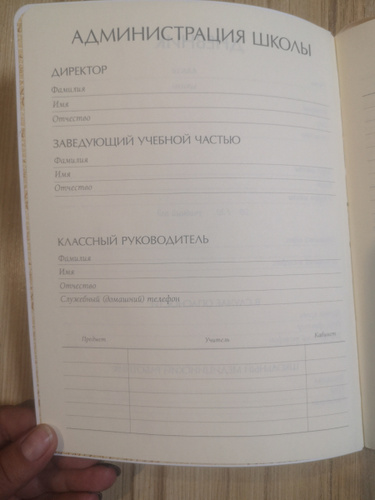 АДМИНИСТРАЦИЯ ШКОЛЫ
ДИРЕКТОР
Фамилия
Имя
Отчество
ЗАВЕДУЮЩИЙ УЧЕБНОЙ ЧАСТЬЮ
Фамилия
Имя
Отчество
КЛАССНЫЙ РУКОВОДИТЕЛЬ
Фамилия
Имя
Отчество
Служебный (домашний) телефон
Предмет Учитель Кабинет